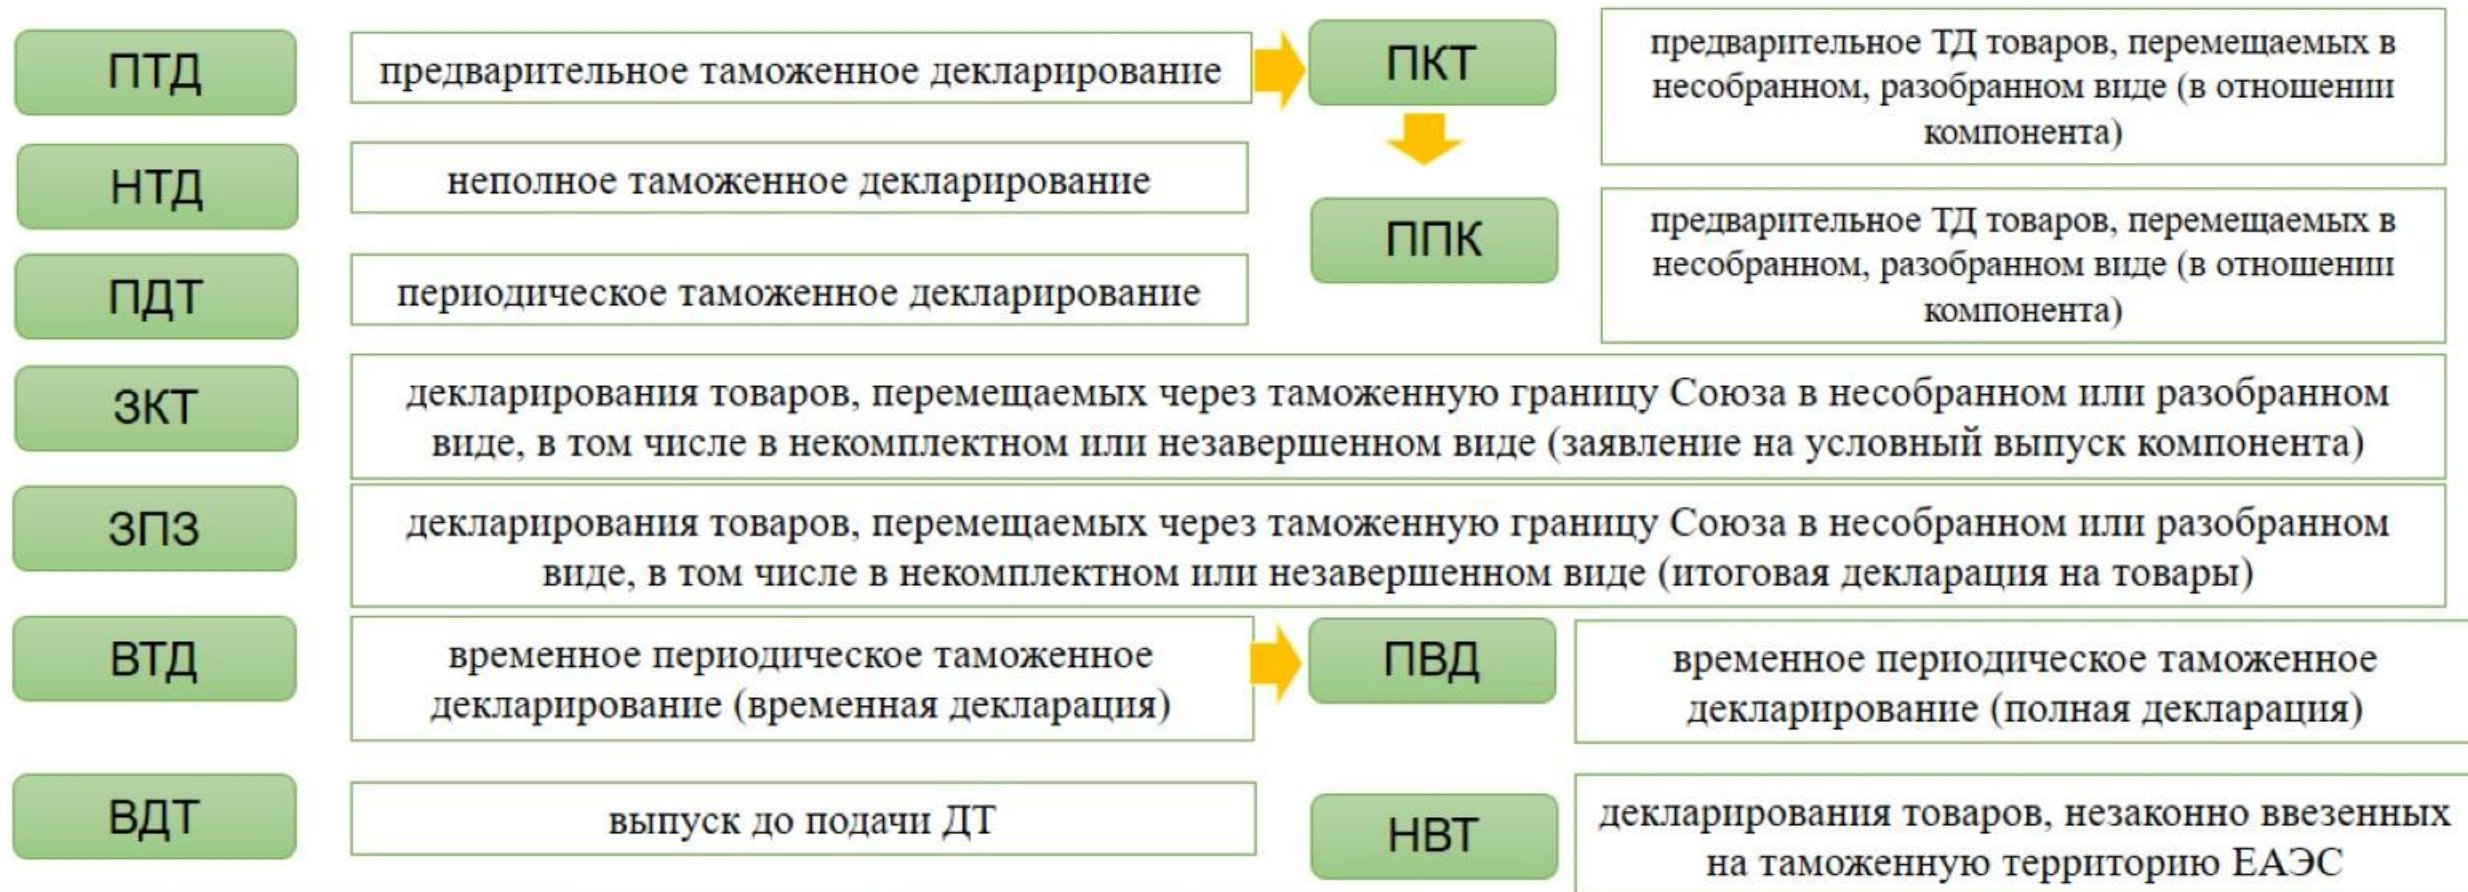 ПТД
предварительное таможенное декларирование
ПКТ
предварительное ТД товаров, перемещаемых в
несобранном, разобранном виде (в отношении
компонента)
НТД
неполное таможенное декларирование
ППК
предварительное ТД товаров, перемещаемых в
несобранном, разобранном виде (в отношении
компонента)
ПДТ
периодическое таможенное декларирование
ЗКТ
декларирования товаров, перемещаемых через таможенную границу Союза в несобранном или разобранном
виде, в том числе в некомплектном или незавершенном виде (заявление на условный выпуск компонента)
ЗПЗ
декларирования товаров, перемещаемых через таможенную границу Союза в несобранном или разобранном
виде, в том числе в некомплектном или незавершенном виде (итоговая декларация на товары)
ВТД
временное периодическое таможенное
декларирование (временная декларация)
ПВД
временное периодическое таможенное
декларирование (полная декларация)
ВДТ
выпуск до подачи ДТ
НВТ
декларирования товаров, незаконно ввезенных
на таможенную территорию ЕАЭС